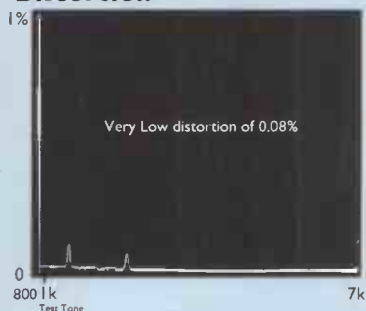 Distortion
1%
Very Low distortion of 0.08%
0
800 1k
7k
Test Tone